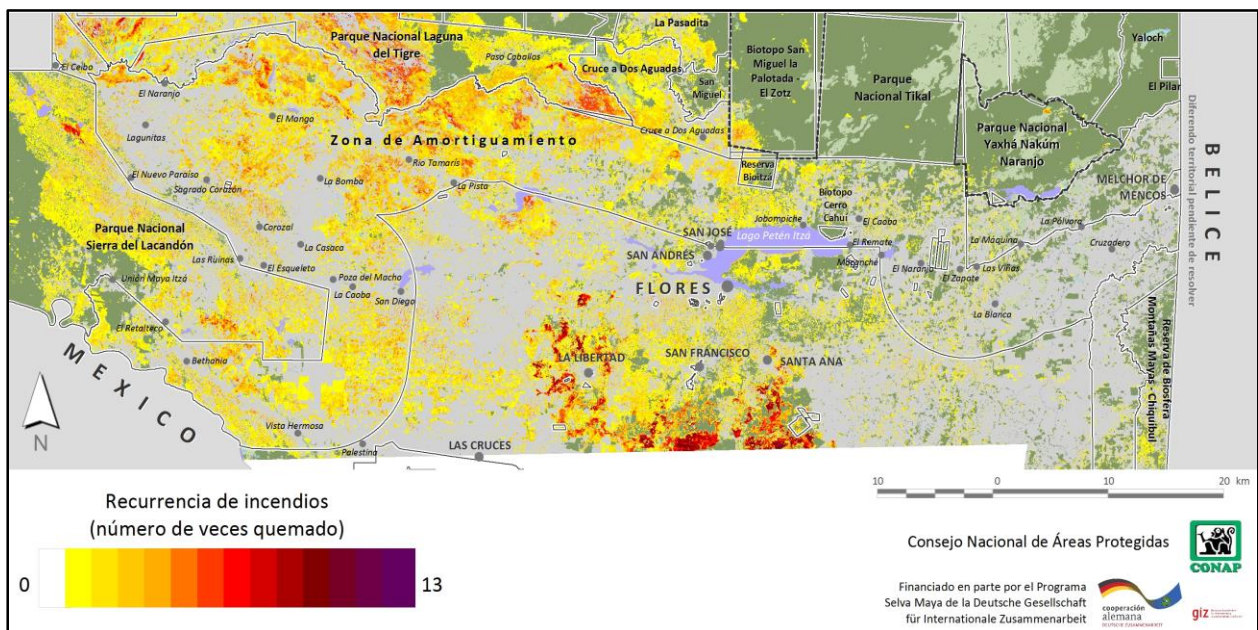 La Pasadita
Parque Nacional Laguna
del Tigre
Paso Caballos
Cruce a Dos Aguadas
Biotopo San
Miguel la
Palotada -
El Zotz
Parque
Nacional Tikal
Yaloch
El Pilar
El Ceibo
El Naranjo
San
Miguel
Parque Nacional
Yaxhá Nakúm
Naranjo
Lagunitas
El Mango
Zona de Amortiguamiento
Cruce a Dos Aguadas
Río Tamarís
Reserva
Bioitzá
El Nuevo Paraíso
Sagrado Corazón
La Bomba
La Pista
Biotopo
Cerro
Cahuí
MELCHOR DE
MENCOS
BELICE
Diferendo territorial pendiente de resolver
Parque Nacional
Sierra del Lacandón
Corozal
La Casaca
Jobompiche
El Caoba
La Pólvora
SAN JOSÉ
Lago Petén Itzá
El Remate
La Máquina
Cruzadero
SAN ANDRÉS
Macanché
Las Ruinas
El Esqueleto
El Naranjo
El Zapote
Las Viñas
Unión Maya Itzá
Pozo del Macho
La Caoba
San Diego
FLORES
La Blanca
El Retalteco
Reserva de Biosfera
Montañas Mayas - Chiquibul
Bethania
LA LIBERTAD
SAN FRANCISCO
SANTA ANA
MEXICO
N
Vista Hermosa
Palestina
LAS CRUCES
10 0 10 20 km
Recurrencia de incendios
(número de veces quemado)
0 13
Consejo Nacional de Áreas Protegidas
CONAP
Financiado en parte por el Programa
Selva Maya de la Deutsche Gesellschaft
für Internationale Zusammenarbeit
cooperación
alemana
DEUTSCHE ZUSAMMENARBEIT
giz